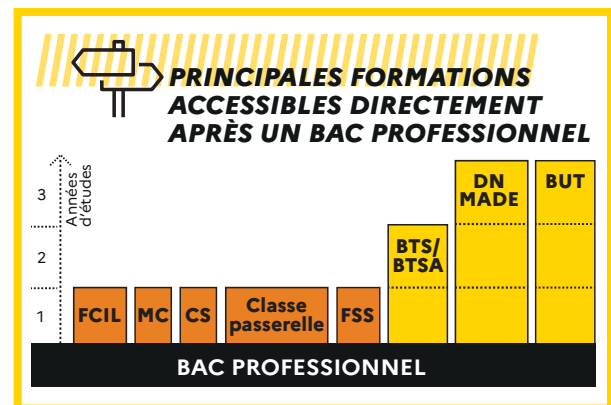 PRINCIPALES FORMATIONS
ACCESSIBLES DIRECTEMENT
APRÈS UN BAC PROFESSIONNEL
Années
d'études
3
2
1
FCIL
MC
CS
Classe
passerelle
FSS
BTS/
BTSA
DN
MADE
BUT
BAC PROFESSIONNEL